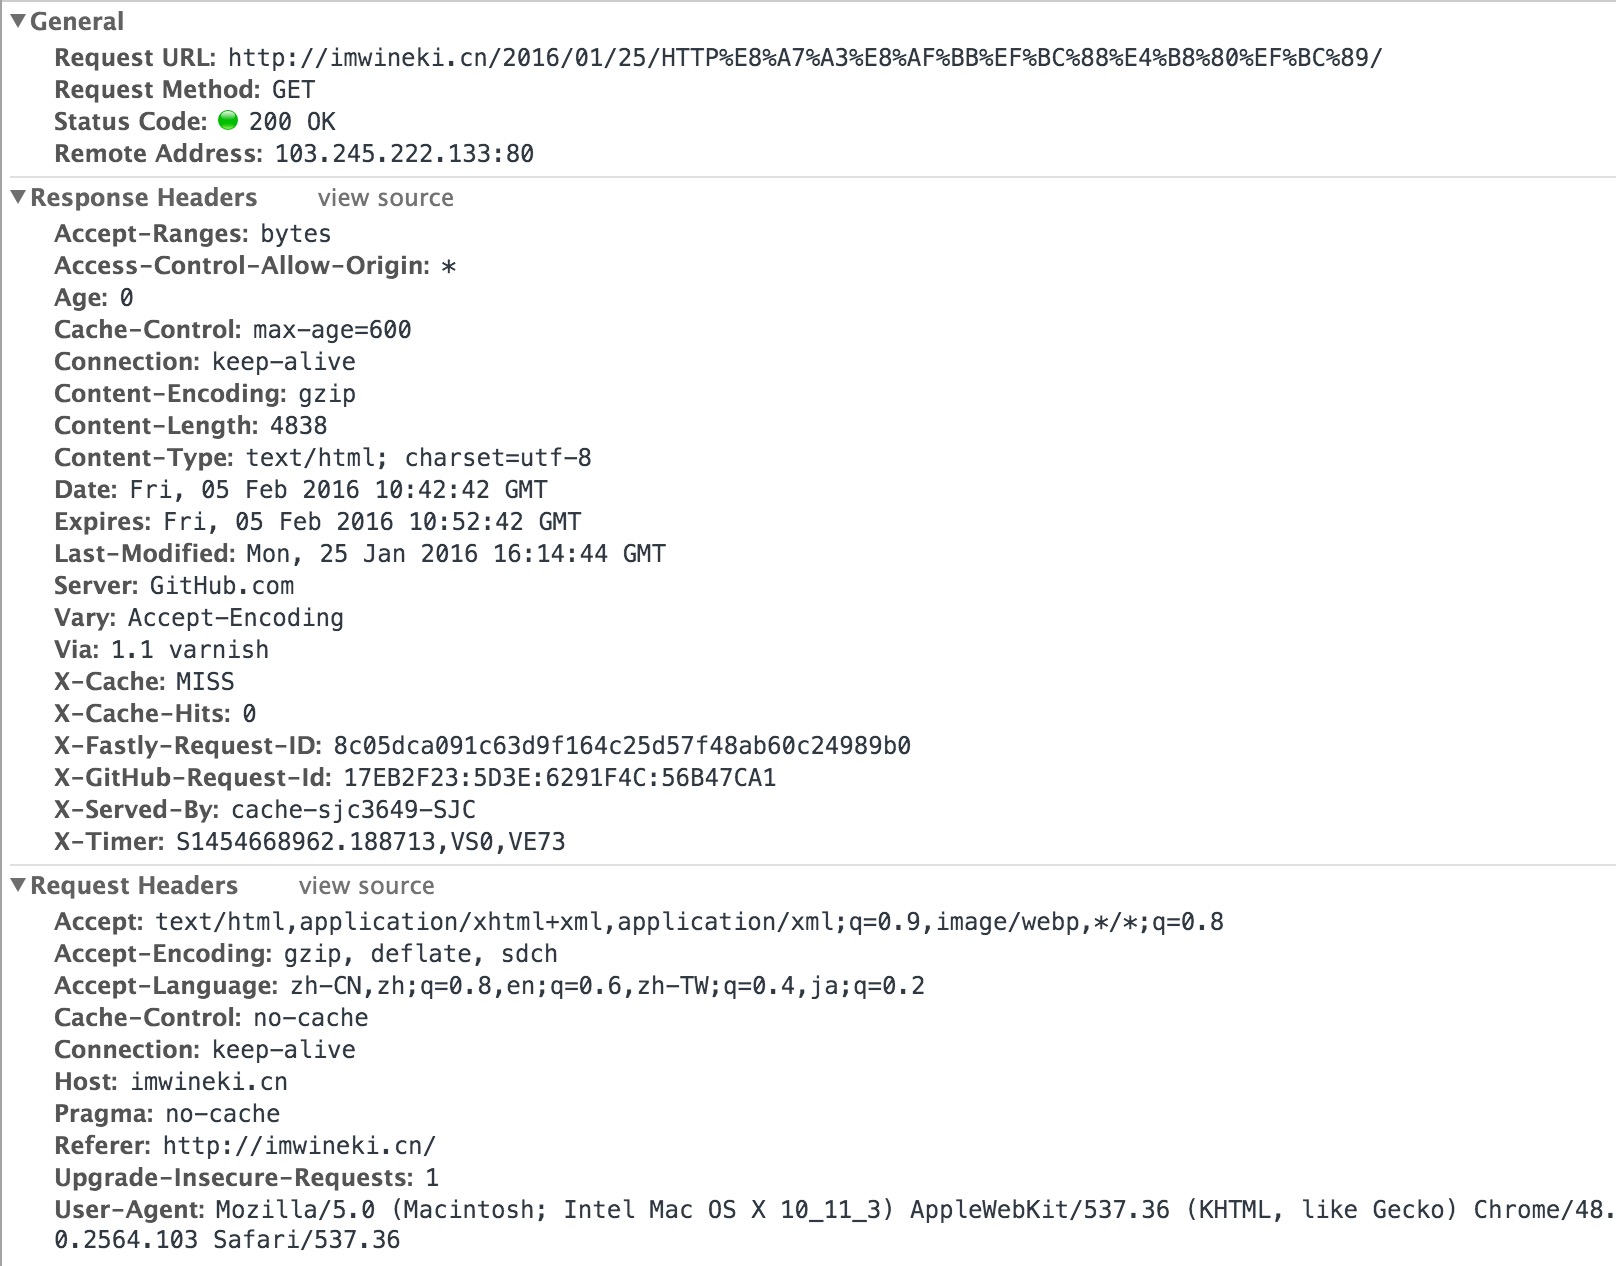 General
Request URL: http://imwineki.cn/2016/01/25/HTTP%E8%A7%A3%E8%AF%BB%EF%BC%88%E4%B8%80%EF%BC%89/
Request Method: GET
Status Code: 200 OK
Remote Address: 103.245.222.133:80
Response Headers view source
Accept-Ranges: bytes
Access-Control-Allow-Origin: *
Age: 0
Cache-Control: max-age=600
Connection: keep-alive
Content-Encoding: gzip
Content-Length: 4838
Content-Type: text/html; charset=utf-8
Date: Fri, 05 Feb 2016 10:42:42 GMT
Expires: Fri, 05 Feb 2016 10:52:42 GMT
Last-Modified: Mon, 25 Jan 2016 16:14:44 GMT
Server: GitHub.com
Vary: Accept-Encoding
Via: 1.1 varnish
X-Cache: MISS
X-Cache-Hits: 0
X-Fastly-Request-ID: 8c05dca091c63d9f164c25d57f48ab60c24989b0
X-GitHub-Request-Id: 17EB2F23:5D3E:6291F4C:56B47CA1
X-Served-By: cache-sjc3649-SJC
X-Timer: S1454668962.188713,VS0,VE73
Request Headers view source
Accept: text/html,application/xhtml+xml,application/xml;q=0.9,image/webp,*/*;q=0.8
Accept-Encoding: gzip, deflate, sdch
Accept-Language: zh-CN,zh;q=0.8,en;q=0.6,zh-TW;q=0.4,ja;q=0.2
Cache-Control: no-cache
Connection: keep-alive
Host: imwineki.cn
Pragma: no-cache
Referer: http://imwineki.cn/
Upgrade-Insecure-Requests: 1
User-Agent: Mozilla/5.0 (Macintosh; Intel Mac OS X 10_11_3) AppleWebKit/537.36 (KHTML, like Gecko) Chrome/48.
0.2564.103 Safari/537.36